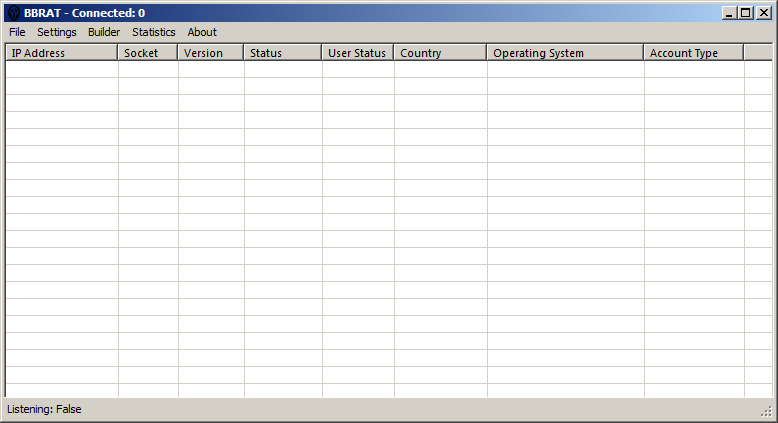 BBRAT - Connected: 0
File Settings Builder Statistics About
IP Address Socket Version Status User Status Country Operating System Account Type
Listening: False